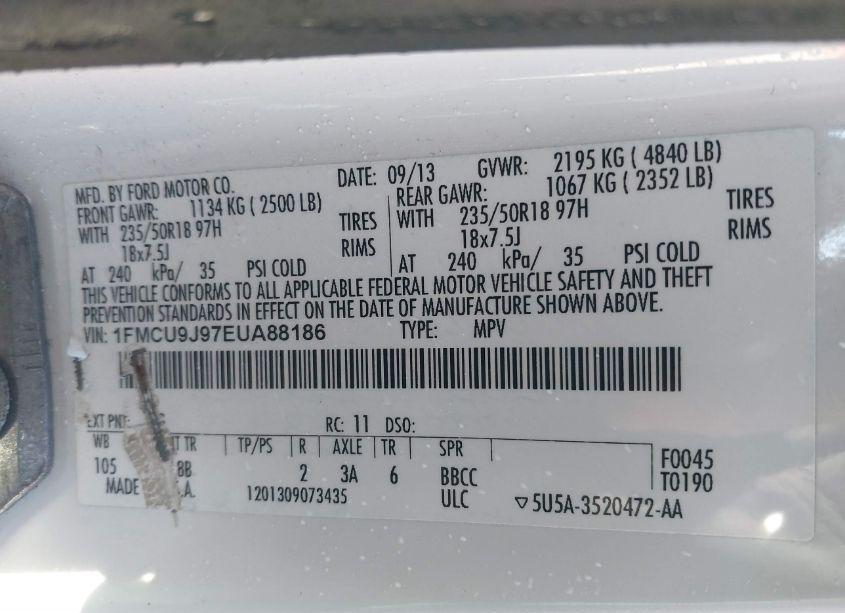 MFD. BY FORD MOTOR CO. DATE: 09/13 GVWR: 2195 KG ( 4840 LB)
FRONT GAWR: 1134 KG ( 2500 LB) REAR GAWR: 1067 KG ( 2352 LB)
WITH 235/50R18 97H TIRES WITH 235/50R18 97H TIRES
18x7.5J RIMS 18x7.5J RIMS
AT 240 kPa/ 35 PSI COLD AT 240 kPa/ 35 PSI COLD
THIS VEHICLE CONFORMS TO ALL APPLICABLE FEDERAL MOTOR VEHICLE SAFETY AND THEFT
PREVENTION STANDARDS IN EFFECT ON THE DATE OF MANUFACTURE SHOWN ABOVE.
VIN: 1FMCU9J97EUA88186 TYPE: MPV
EXT PNT: RC: 11 DSO:
WB TR TP/PS R AXLE TR SPR F0045
105 8B 2 3A 6 BBCC T0190
MADE .A. 1201309073435 ULC ▽5U5A-3520472-AA